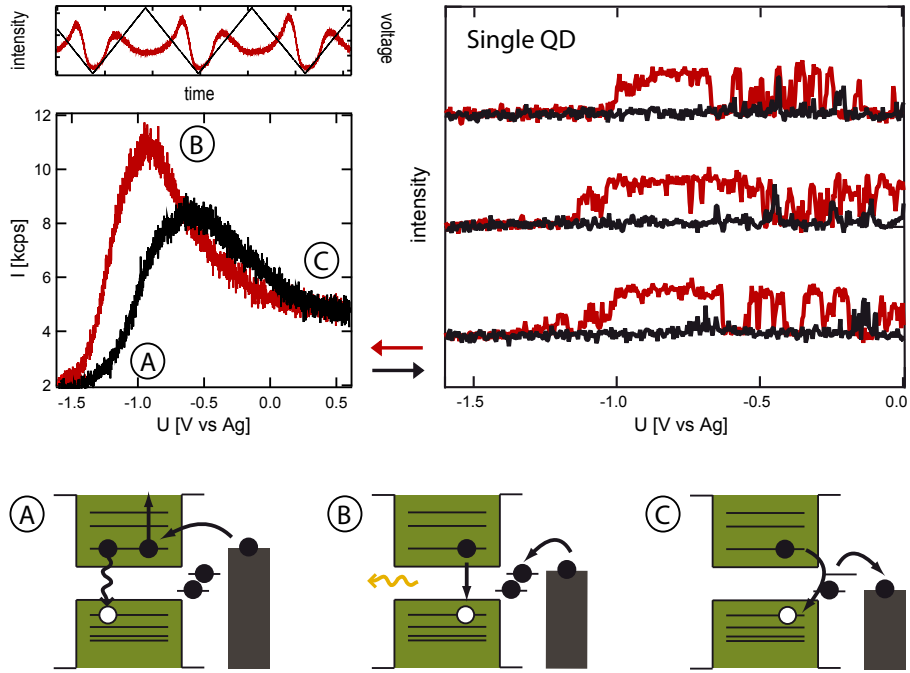 intensity
voltage
time
I [kcps]
12
10
8
6
4
2
-1.5
-1.0
-0.5
0.0
0.5
U [V vs Ag]
A
B
C
Single QD
intensity
-1.5
-1.0
-0.5
0.0
U [V vs Ag]
A
B
C